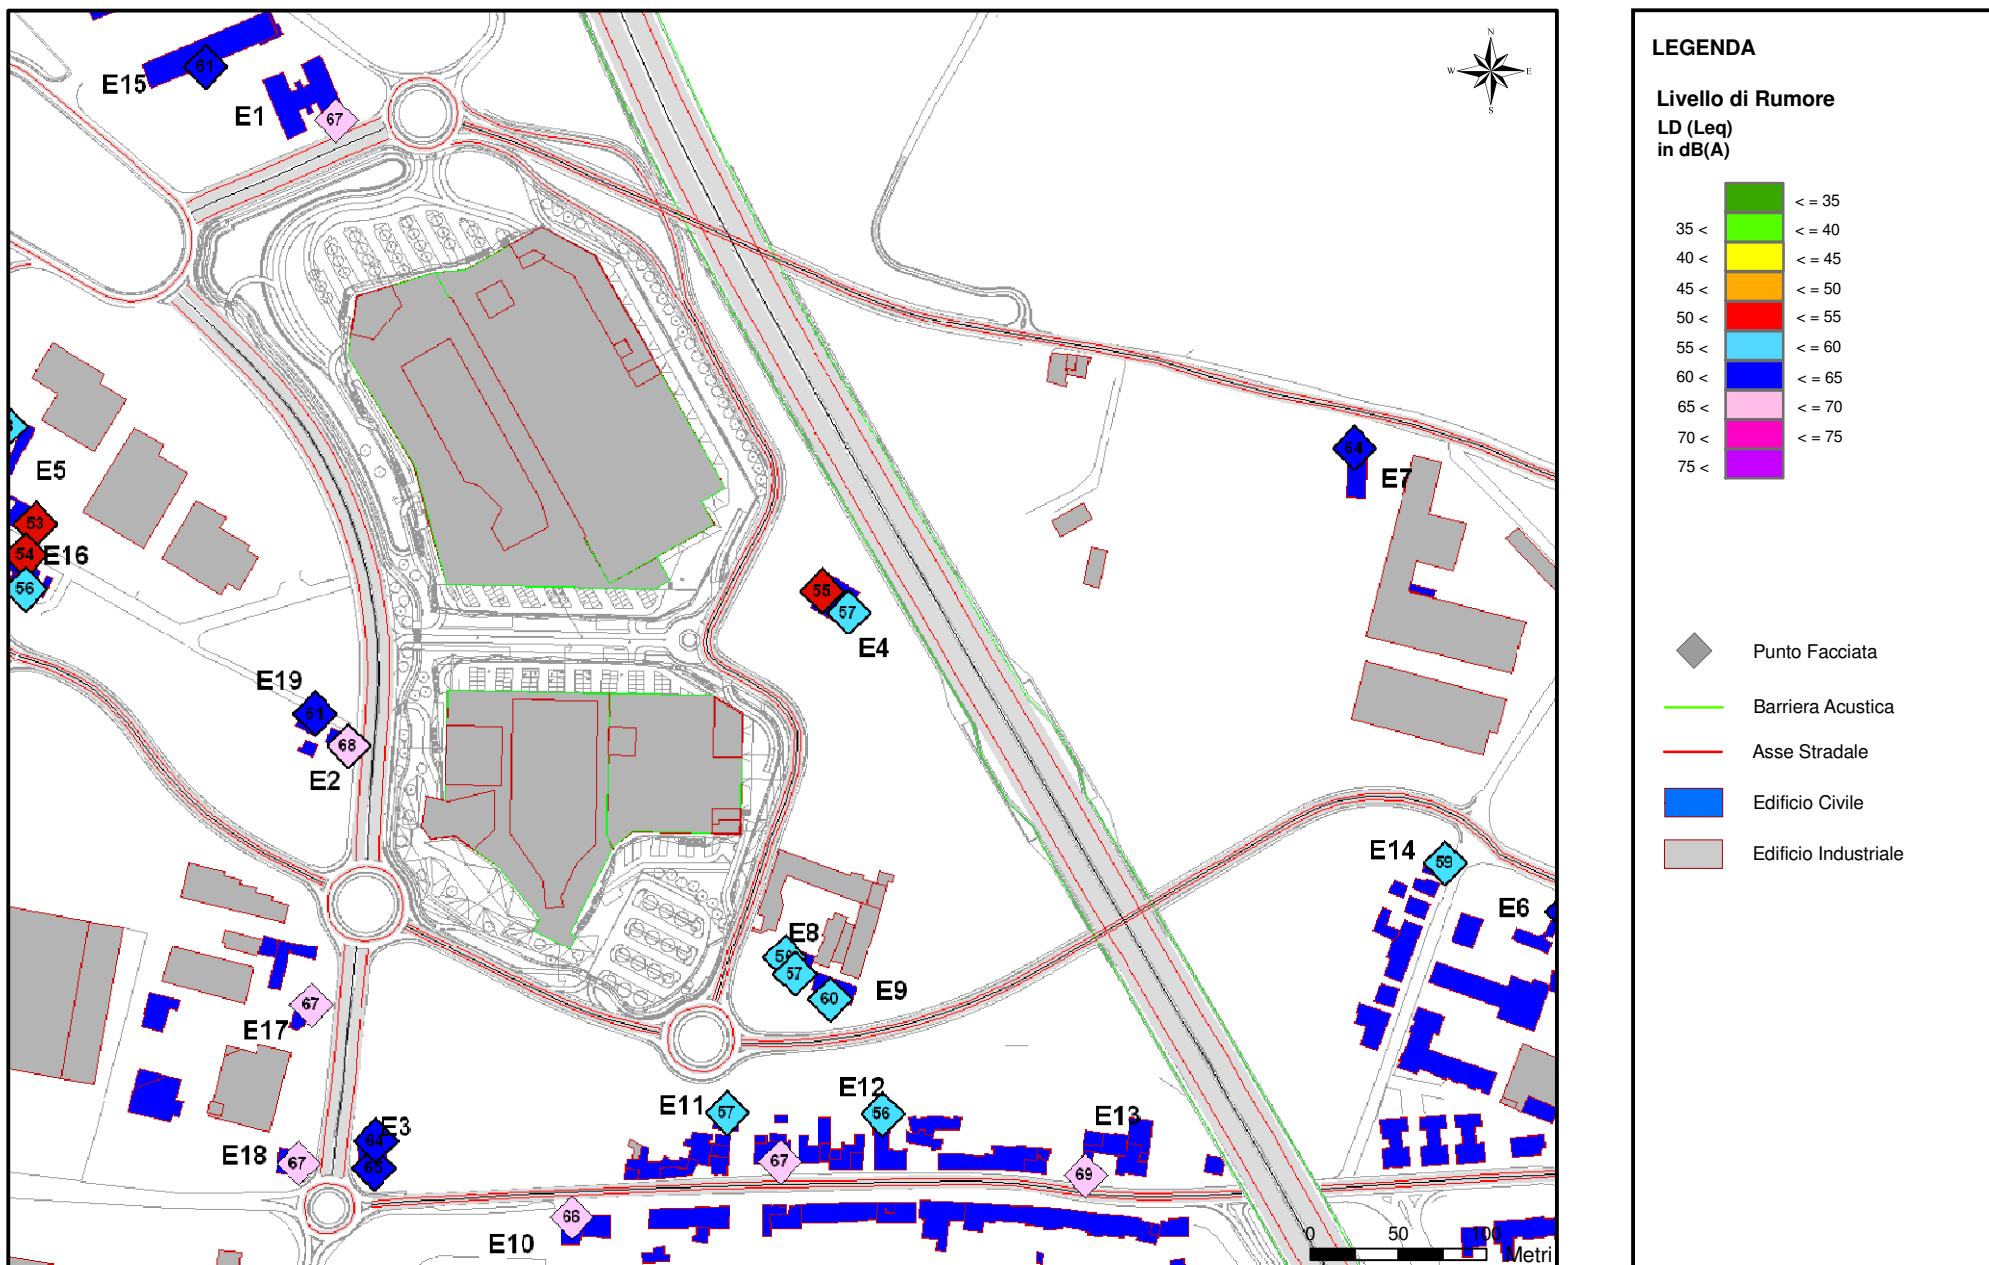 N
W
E
S
E15
61
E1
67
E5
53
54
E16
56
64
E7
55
57
E4
E19
61
68
E2
E14
59
E6
E8
57
60
E9
67
E17
E11
57
E12
56
E13
E3
64
65
E18
67
67
69
66
E10
0
50
100
Metri
LEGENDA
Livello di Rumore
LD (Leq)
in dB(A)
< = 35
35 < < = 40
40 < < = 45
45 < < = 50
50 < < = 55
55 < < = 60
60 < < = 65
65 < < = 70
70 < < = 75
75 <
Punto Facciata
Barriera Acustica
Asse Stradale
Edificio Civile
Edificio Industriale